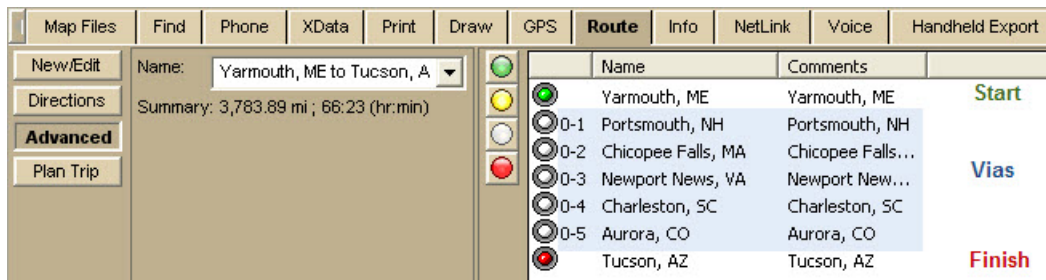 Map Files Find Phone XData Print Draw GPS Route Info NetLink Voice Handheld Export
New/Edit
Directions
Advanced
Plan Trip
Name: Yarmouth, ME to Tucson, A
Summary: 3,783.89 mi ; 66:23 (hr:min)
Name Comments
Yarmouth, ME Yarmouth, ME Start
0-1 Portsmouth, NH Portsmouth, NH
0-2 Chicopee Falls, MA Chicopee Falls...
0-3 Newport News, VA Newport New... Vias
0-4 Charleston, SC Charleston, SC
0-5 Aurora, CO Aurora, CO
Tucson, AZ Tucson, AZ Finish